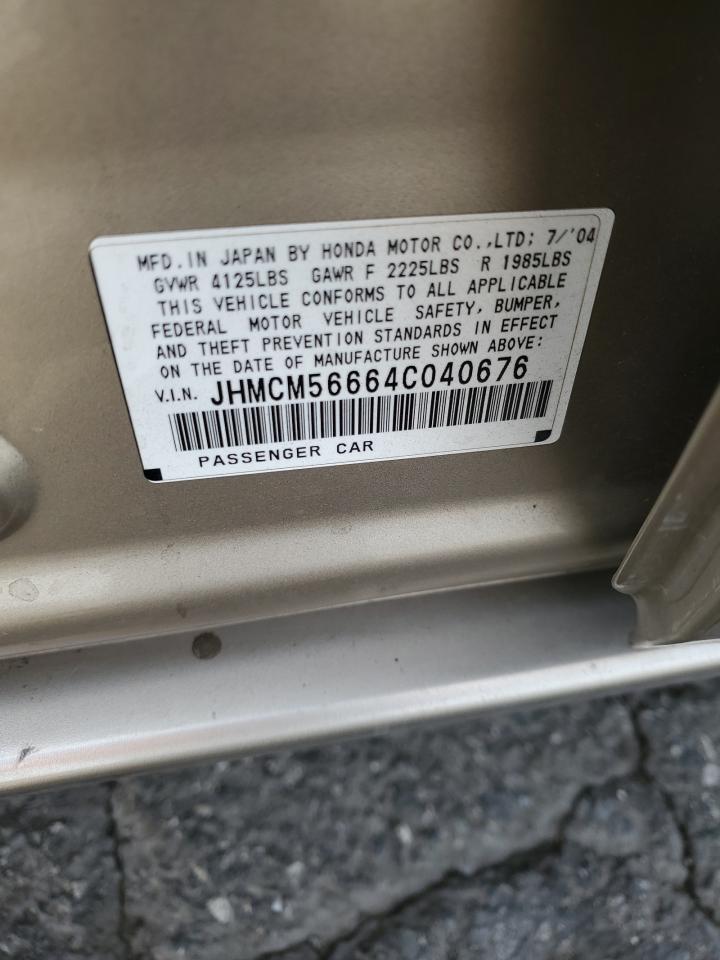 MFD.IN JAPAN BY HONDA MOTOR CO.,LTD; 7/'04
GVWR 4125LBS GAWR F 2225LBS R 1985LBS
THIS VEHICLE CONFORMS TO ALL APPLICABLE
FEDERAL MOTOR VEHICLE SAFETY, BUMPER,
AND THEFT PREVENTION STANDARDS IN EFFECT
ON THE DATE OF MANUFACTURE SHOWN ABOVE:
V.I.N. JHMCM56664C040676
PASSENGER CAR